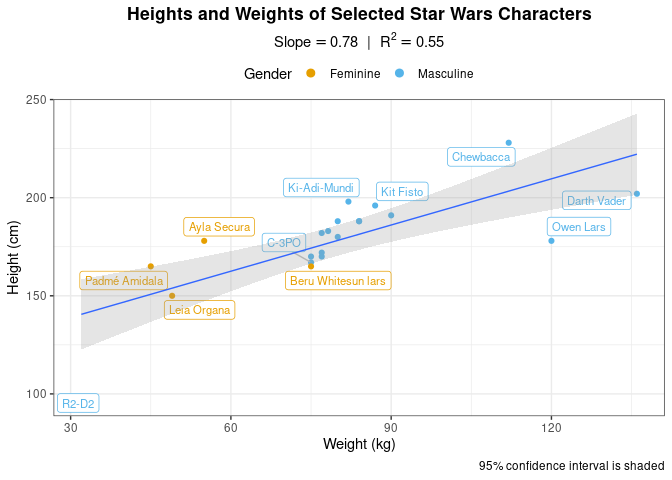 Heights and Weights of Selected Star Wars Characters
Slope = 0.78 | R² = 0.55
Gender Feminine Masculine
250
Chewbacca
Ki-Adi-Mundi
Kit Fisto
200
Darth Vader
Ayla Secura
Owen Lars
C-3PO
Padmé Amidala
Beru Whitesun lars
150
Leia Organa
100
R2-D2
Height (cm)
30 60 90 120
Weight (kg)
95% confidence interval is shaded